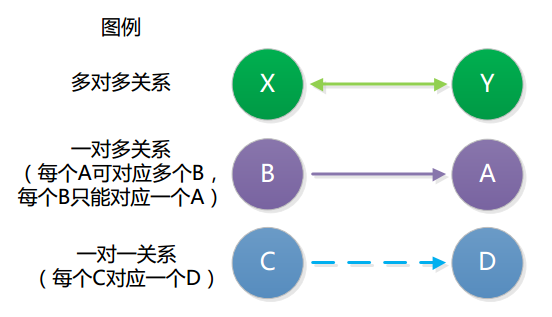 图例
多对多关系
X
Y
一对多关系
（每个A可对应多个B，
每个B只能对应一个A）
B
A
一对一关系
（每个C对应一个D）
C
D